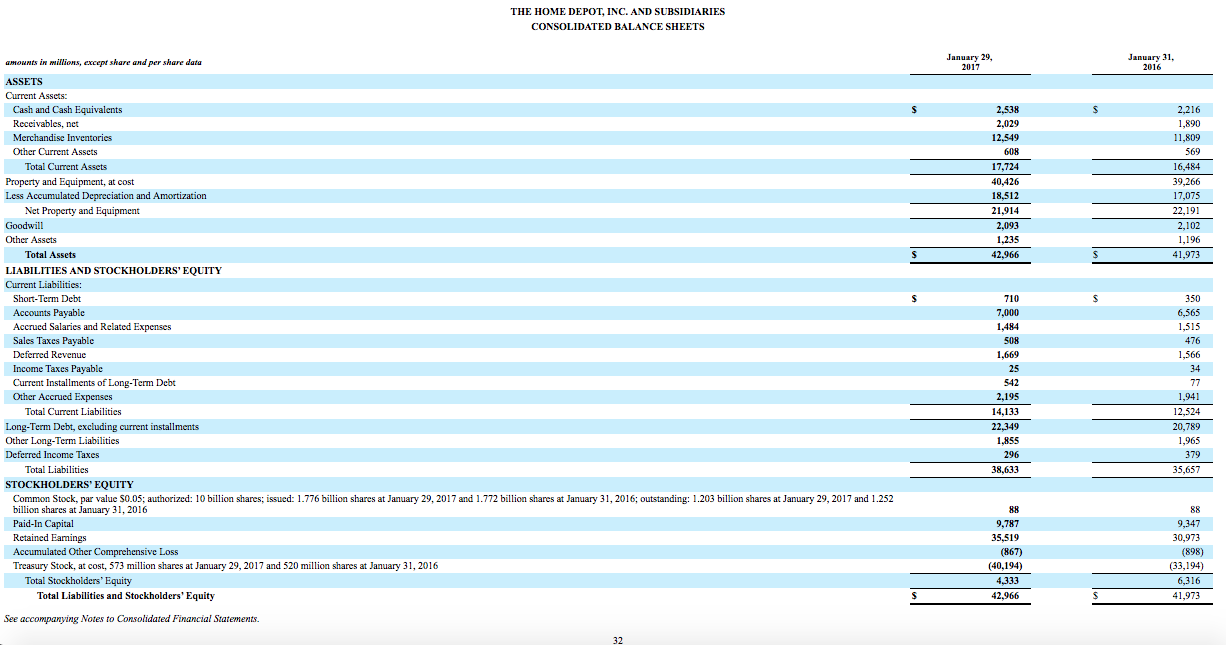 THE HOME DEPOT, INC. AND SUBSIDIARIES
CONSOLIDATED BALANCE SHEETS
amounts in millions, except share and per share data January 29, 2017 January 31, 2016
ASSETS
Current Assets:
Cash and Cash Equivalents $ 2,538 $ 2,216
Receivables, net 2,029 1,890
Merchandise Inventories 12,549 11,809
Other Current Assets 608 569
Total Current Assets 17,724 16,484
Property and Equipment, at cost 40,426 39,266
Less Accumulated Depreciation and Amortization 18,512 17,075
Net Property and Equipment 21,914 22,191
Goodwill 2,093 2,102
Other Assets 1,235 1,196
Total Assets $ 42,966 $ 41,973
LIABILITIES AND STOCKHOLDERS' EQUITY
Current Liabilities:
Short-Term Debt $ 710 $ 350
Accounts Payable 7,000 6,565
Accrued Salaries and Related Expenses 1,484 1,515
Sales Taxes Payable 508 476
Deferred Revenue 1,669 1,566
Income Taxes Payable 25 34
Current Installments of Long-Term Debt 542 77
Other Accrued Expenses 2,195 1,941
Total Current Liabilities 14,133 12,524
Long-Term Debt, excluding current installments 22,349 20,789
Other Long-Term Liabilities 1,855 1,965
Deferred Income Taxes 296 379
Total Liabilities 38,633 35,657
STOCKHOLDERS' EQUITY
Common Stock, par value $0.05; authorized: 10 billion shares; issued: 1.776 billion shares at January 29, 2017 and 1.772 billion shares at January 31, 2016; outstanding: 1.203 billion shares at January 29, 2017 and 1.252
billion shares at January 31, 2016 88 88
Paid-In Capital 9,787 9,347
Retained Earnings 35,519 30,973
Accumulated Other Comprehensive Loss (867) (898)
Treasury Stock, at cost, 573 million shares at January 29, 2017 and 520 million shares at January 31, 2016 (40,194) (33,194)
Total Stockholders' Equity 4,333 6,316
Total Liabilities and Stockholders' Equity $ 42,966 $ 41,973
See accompanying Notes to Consolidated Financial Statements.
32